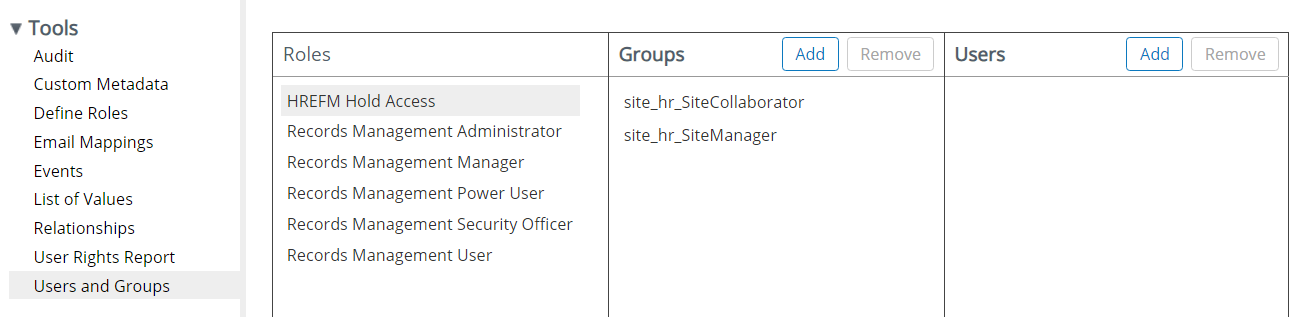 Tools
Audit
Custom Metadata
Define Roles
Email Mappings
Events
List of Values
Relationships
User Rights Report
Users and Groups
Roles
HREFM Hold Access
Records Management Administrator
Records Management Manager
Records Management Power User
Records Management Security Officer
Records Management User
Groups Add Remove
site_hr_SiteCollaborator
site_hr_SiteManager
Users Add Remove